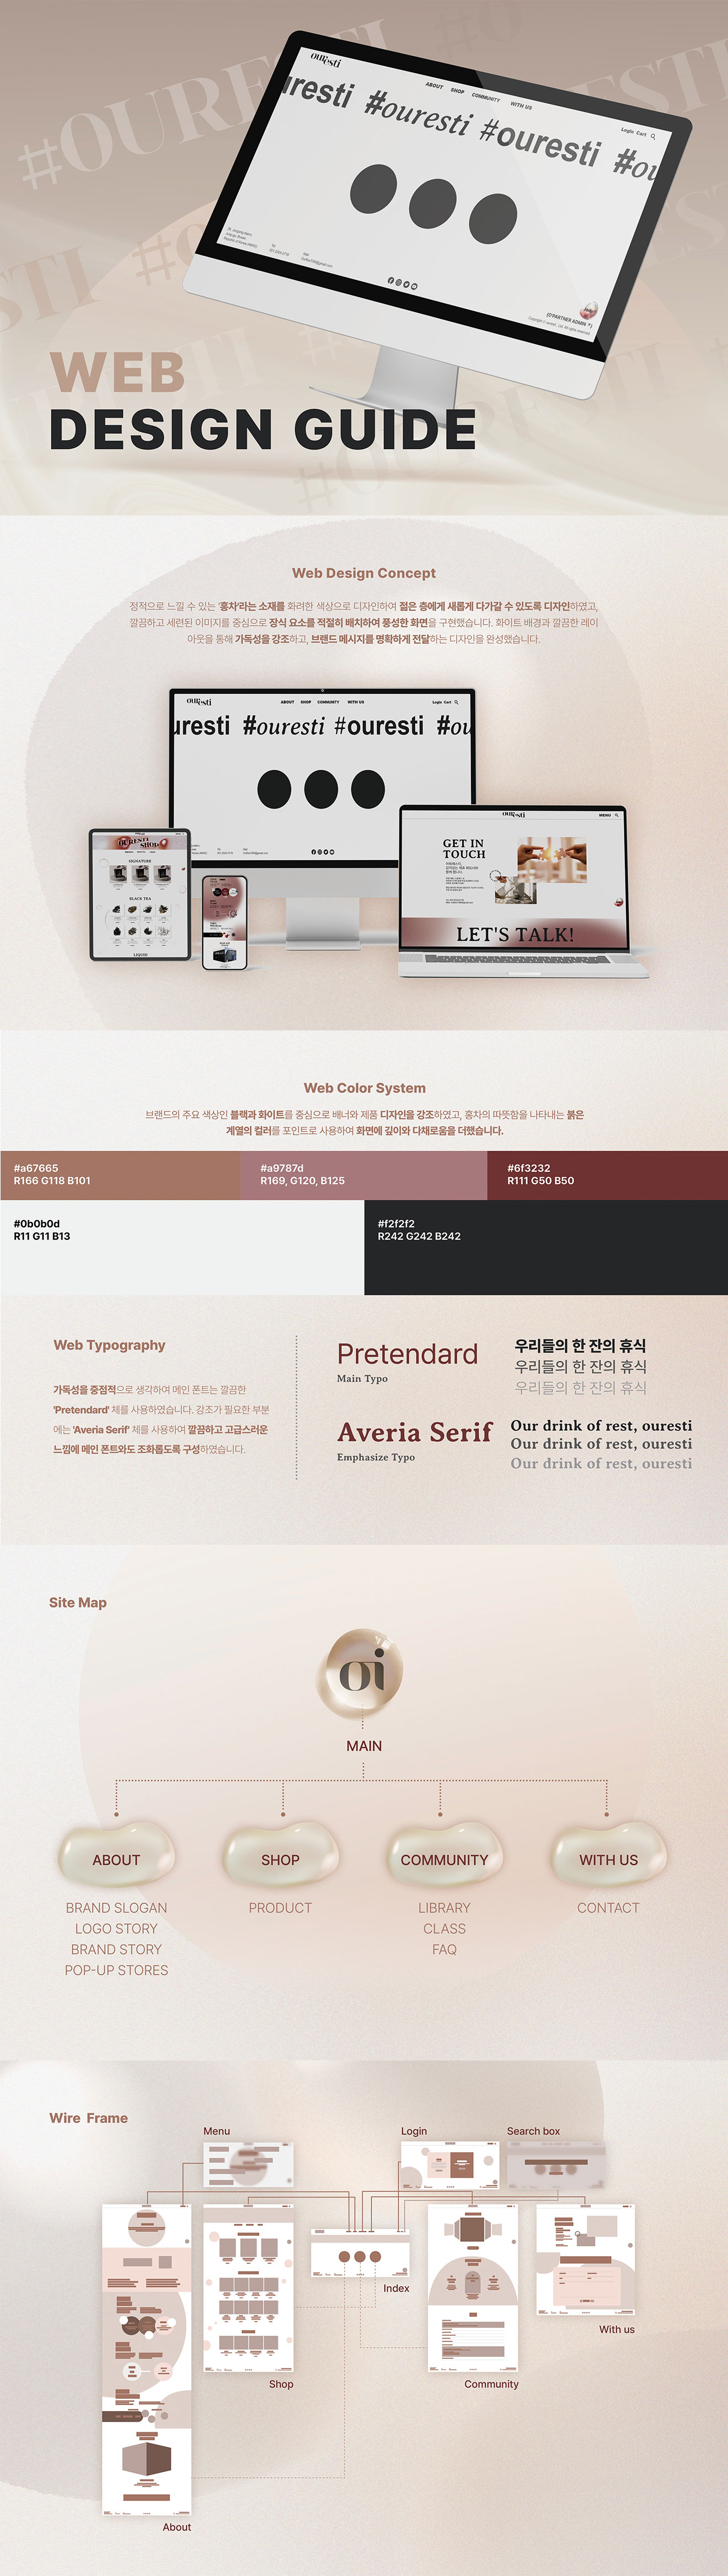 #OURESTI
ouresti
ABOUT SHOP COMMUNITY WITH US
Login Cart
uresti #ouresti #ouresti #ou
(O'PARTNER ADMIN
WEB
DESIGN GUIDE
Web Design Concept
정적으로 느낄 수 있는 '홍차'라는 소재를 화려한 색상으로 디자인하여 젊은 층에게 새롭게 다가갈 수 있도록 디자인하였고,
깔끔하고 세련된 이미지를 중심으로 장식 요소를 적절히 배치하여 풍성한 화면을 구현했습니다. 화이트 배경과 깔끔한 레이
아웃을 통해 가독성을 강조하고, 브랜드 메시지를 명확하게 전달하는 디자인을 완성했습니다.
ouresti
ABOUT SHOP COMMUNITY WITH US
Login Cart
uresti #ouresti #ouresti #ou
OURESTI
SHOP
SIGNATURE
BLACK TEA
LIQUID
ouresti
MENU
GET IN
TOUCH
LET'S TALK!
Web Color System
브랜드의 주요 색상인 블랙과 화이트를 중심으로 배너와 제품 디자인을 강조하였고, 홍차의 따뜻함을 나타내는 붉은
계열의 컬러를 포인트로 사용하여 화면에 깊이와 다채로움을 더했습니다.
#a67665
R166 G118 B101
#a9787d
R169, G120, B125
#6f3232
R111 G50 B50
#0b0b0d
R11 G11 B13
#f2f2f2
R242 G242 B242
Web Typography
가독성을 중점적으로 생각하여 메인 폰트는 깔끔한
'Pretendard' 체를 사용하였습니다. 강조가 필요한 부분
에는 'Averia Serif' 체를 사용하여 깔끔하고 고급스러운
느낌에 메인 폰트와도 조화롭도록 구성하였습니다.
Pretendard
Main Typo
우리들의 한 잔의 휴식
우리들의 한 잔의 휴식
우리들의 한 잔의 휴식
Averia Serif
Emphasize Typo
Our drink of rest, ouresti
Our drink of rest, ouresti
Our drink of rest, ouresti
Site Map
oi
MAIN
ABOUT
SHOP
COMMUNITY
WITH US
BRAND SLOGAN
LOGO STORY
BRAND STORY
POP-UP STORES
PRODUCT
LIBRARY
CLASS
FAQ
CONTACT
Wire Frame
Menu
Login
Search box
Index
With us
Shop
Community
About